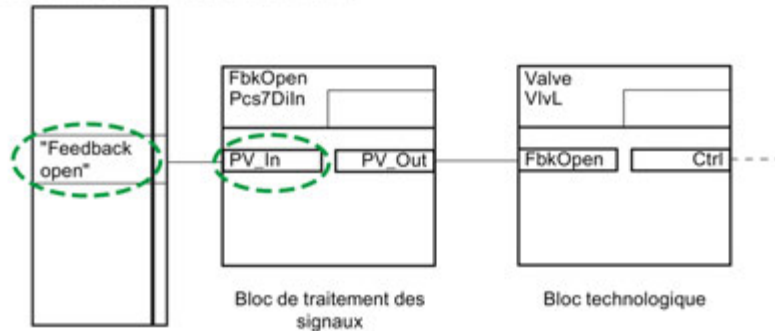 FbkOpen
Pcs7DiIn
Valve
VlvL
"Feedback
open"
PV_In
PV_Out
FbkOpen
Ctrl
Bloc de traitement des
signaux
Bloc technologique